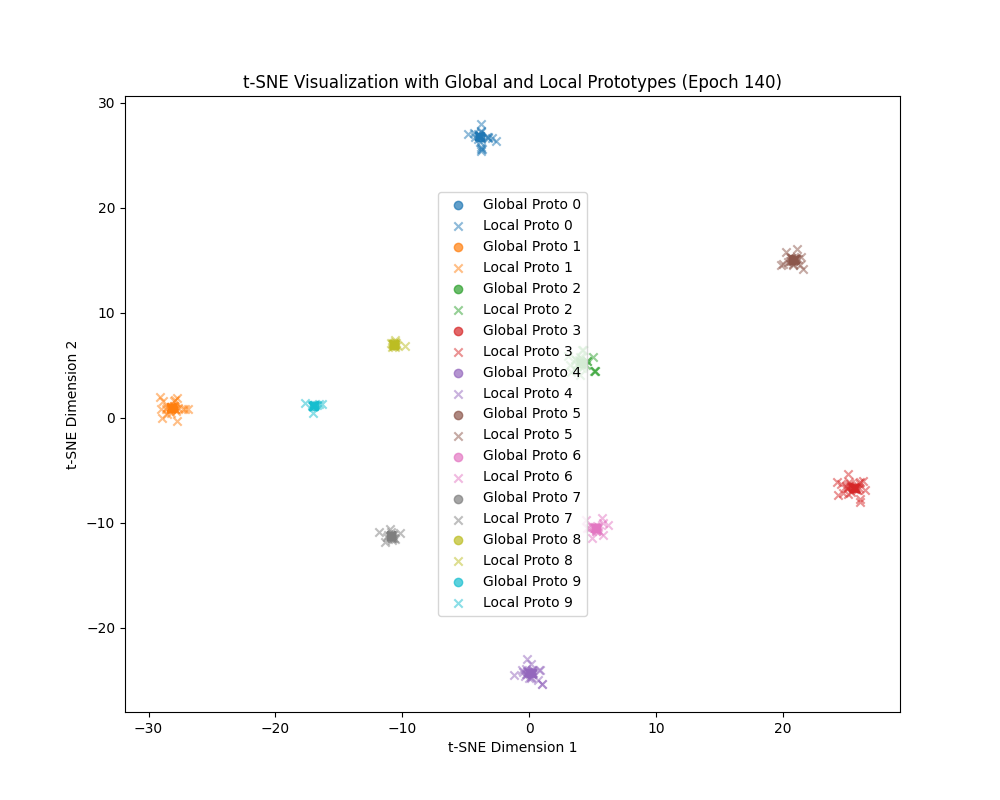 t-SNE Visualization with Global and Local Prototypes (Epoch 140)
30
20
10
0
−10
−20
t-SNE Dimension 2
Global Proto 0
Local Proto 0
Global Proto 1
Local Proto 1
Global Proto 2
Local Proto 2
Global Proto 3
Local Proto 3
Global Proto 4
Local Proto 4
Global Proto 5
Local Proto 5
Global Proto 6
Local Proto 6
Global Proto 7
Local Proto 7
Global Proto 8
Local Proto 8
Global Proto 9
Local Proto 9
−30 −20 −10 0 10 20
t-SNE Dimension 1